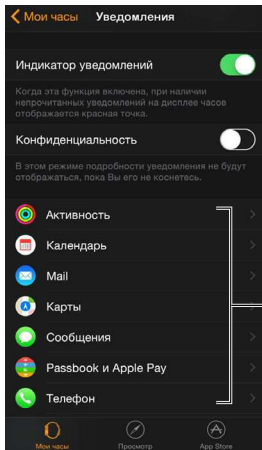 Мои часы Уведомления
Индикатор уведомлений
Когда эта функция включена, при наличии
непрочитанных уведомлений на дисплее часов
отображается красная точка.
Конфиденциальность
В этом режиме подробности уведомления не будут
отображаться, пока Вы его не коснетесь.
Активность
Календарь
Mail
Карты
Сообщения
Passbook и Apple Pay
Телефон
Мои часы Просмотр App Store